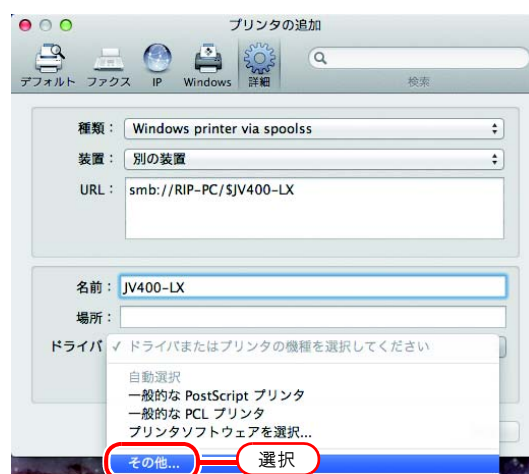 プリンタの追加
デフォルト ファクス IP Windows 詳細 検索
種類： Windows printer via spoolss
装置： 別の装置
URL： smb://RIP-PC/$JV400-LX
名前： JV400-LX
場所：
ドライバ ✓ ドライバまたはプリンタの機種を選択してください
自動選択
一般的な PostScript プリンタ
一般的な PCL プリンタ
プリンタソフトウェアを選択...
その他... 選択